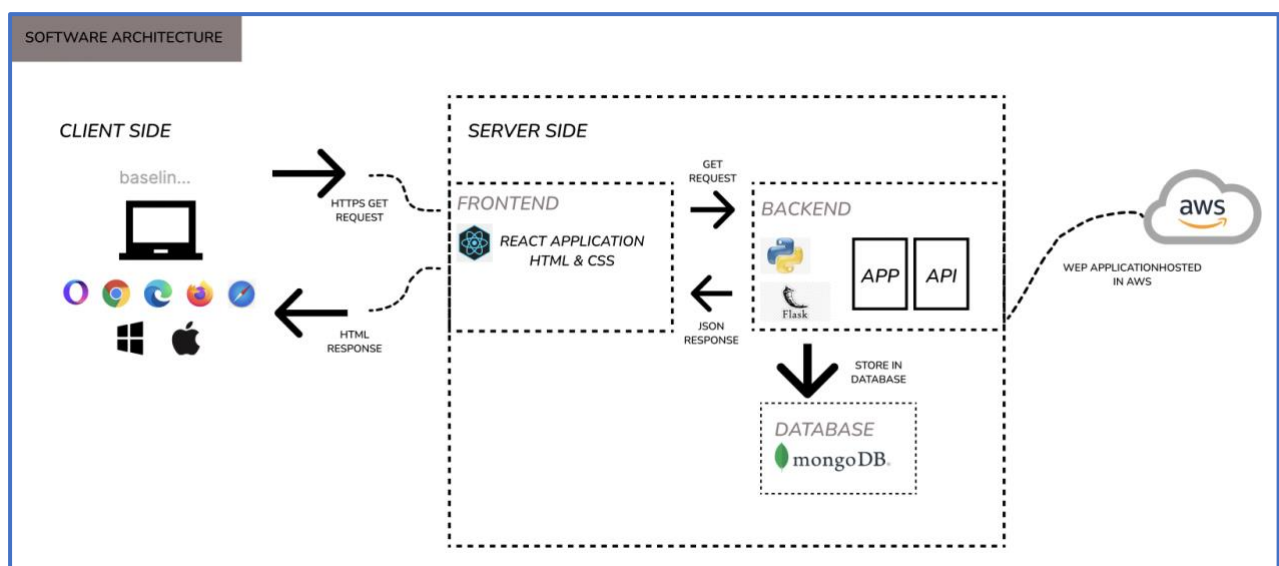 SOFTWARE ARCHITECTURE
CLIENT SIDE
baselin...
HTTPS GET
REQUEST
HTML
RESPONSE
SERVER SIDE
FRONTEND
REACT APPLICATION
HTML & CSS
GET
REQUEST
JSON
RESPONSE
BACKEND
Flask
APP
API
STORE IN
DATABASE
DATABASE
mongoDB.
aws
WEP APPLICATIONHOSTED
IN AWS